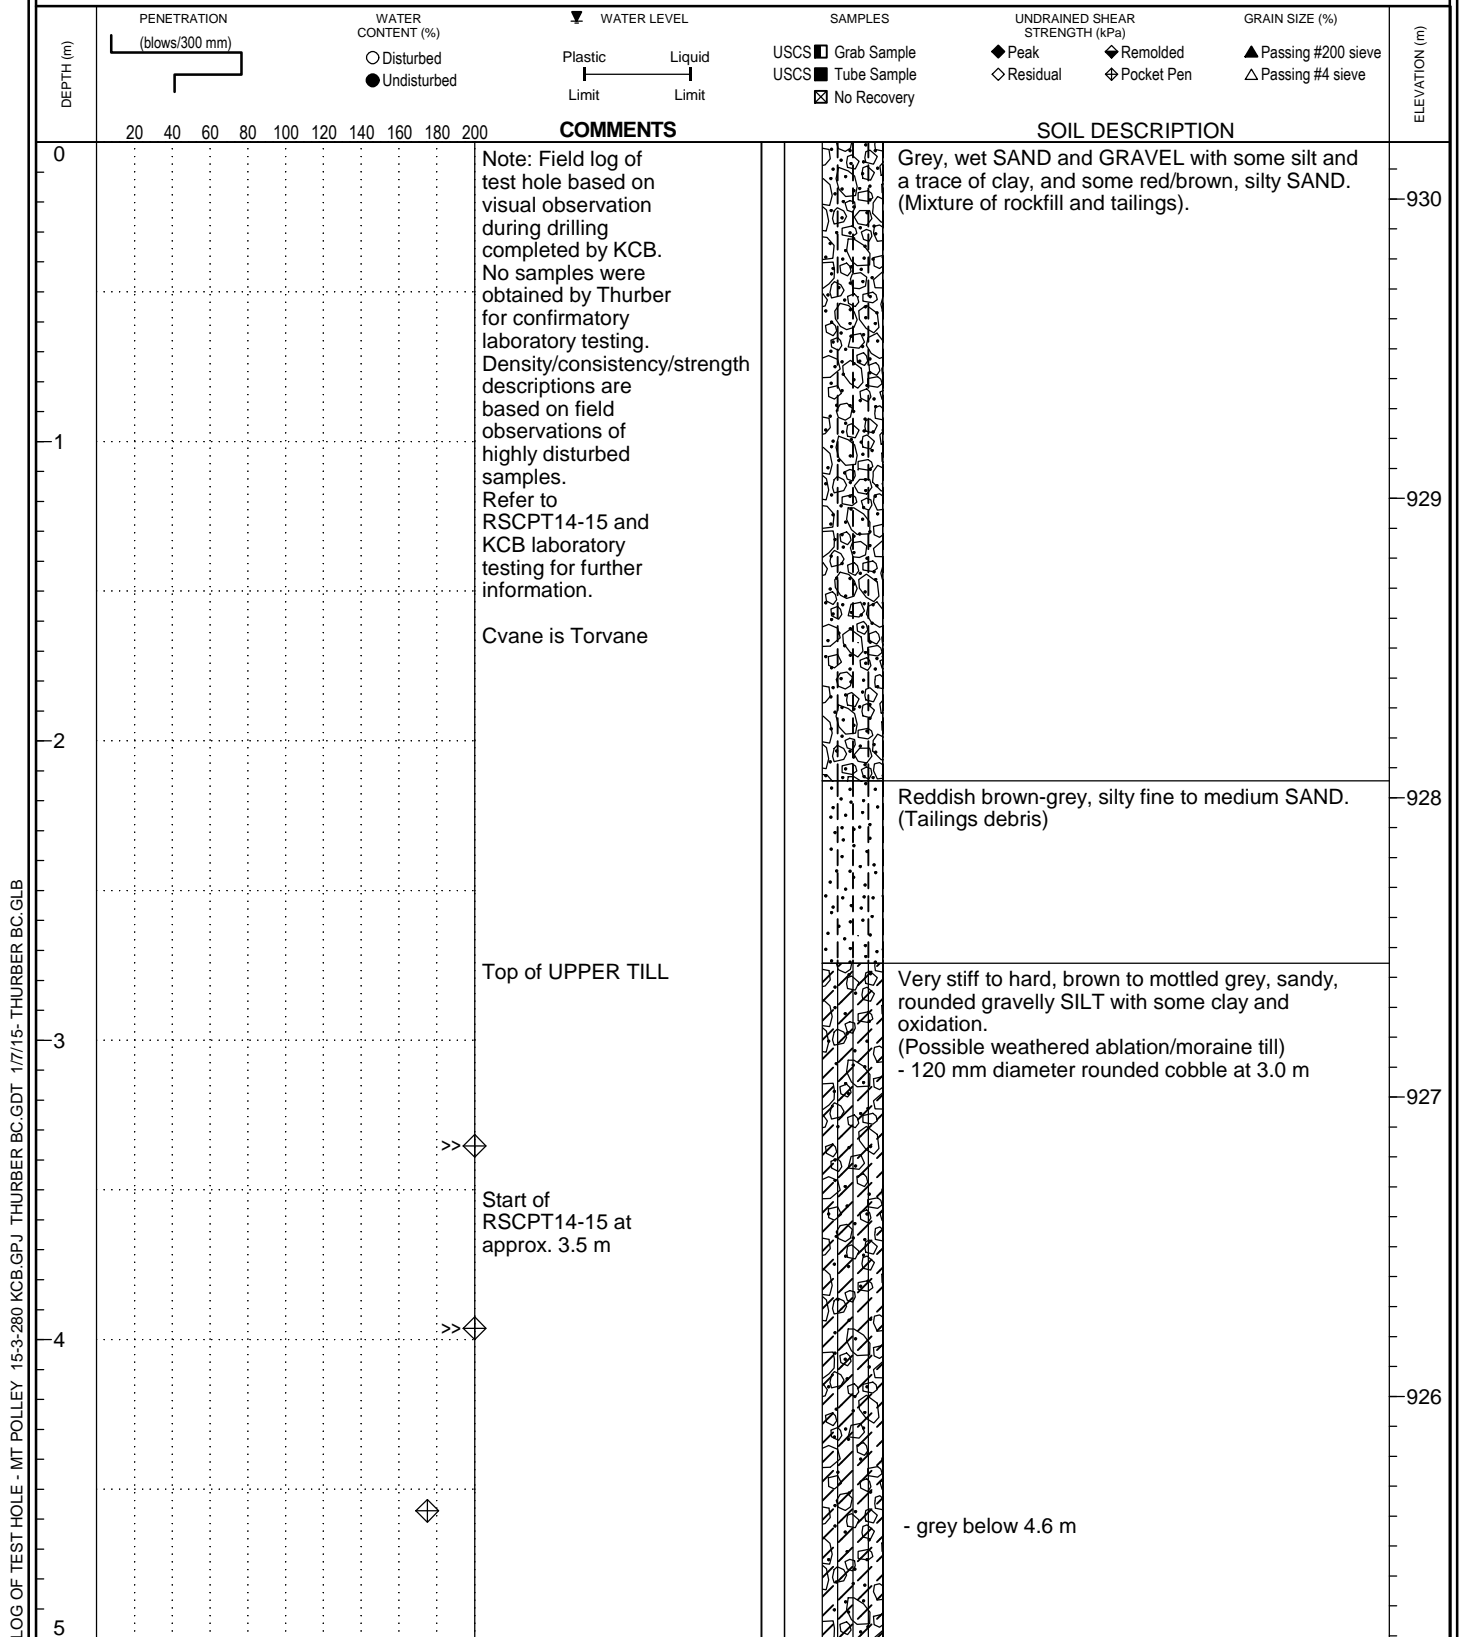 PENETRATION
(blows/300 mm)
WATER
CONTENT (%)
Disturbed
Undisturbed
WATER LEVEL
Plastic Liquid
Limit Limit
SAMPLES
USCS Grab Sample
USCS Tube Sample
No Recovery
UNDRAINED SHEAR
STRENGTH (kPa)
Peak Remolded
Residual Pocket Pen
GRAIN SIZE (%)
Passing #200 sieve
Passing #4 sieve
DEPTH (m)
ELEVATION (m)
20 40 60 80 100 120 140 160 180 200
COMMENTS
SOIL DESCRIPTION
0
Note: Field log of
test hole based on
visual observation
during drilling
completed by KCB.
No samples were
obtained by Thurber
for confirmatory
laboratory testing.
Density/consistency/strength
descriptions are
based on field
observations of
highly disturbed
samples.
Refer to
RSCPT14-15 and
KCB laboratory
testing for further
information.
Cvane is Torvane
Grey, wet SAND and GRAVEL with some silt and
a trace of clay, and some red/brown, silty SAND.
(Mixture of rockfill and tailings).
930
1
929
2
Reddish brown-grey, silty fine to medium SAND.
(Tailings debris)
928
Top of UPPER TILL
Very stiff to hard, brown to mottled grey, sandy,
rounded gravelly SILT with some clay and
oxidation.
(Possible weathered ablation/moraine till)
- 120 mm diameter rounded cobble at 3.0 m
3
927
>>
Start of
RSCPT14-15 at
approx. 3.5 m
>>
4
926
- grey below 4.6 m
5
LOG OF TEST HOLE - MT POLLEY 15-3-280 KCB.GPJ THURBER BC.GDT 1/7/15- THURBER BC.GLB